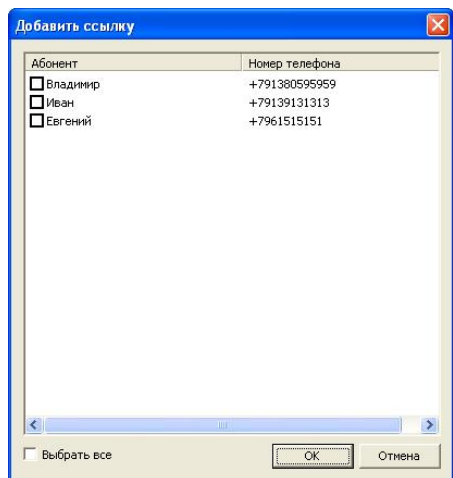 Добавить ссылку
Абонент Номер телефона
Владимир +791380595959
Иван +79139131313
Евгений +7961515151
Выбрать все OK Отмена